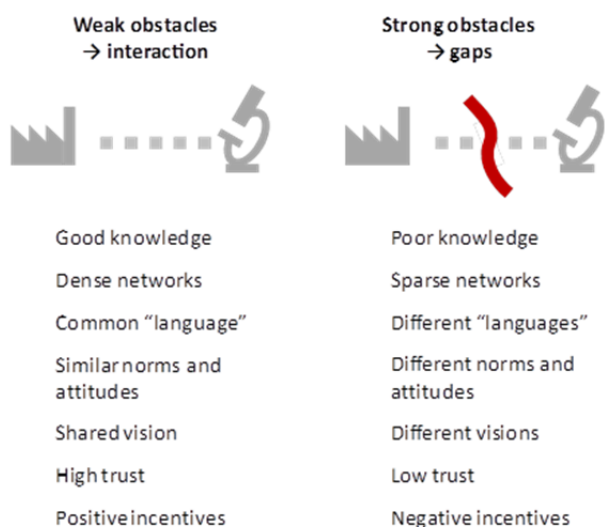 Weak obstacles
→ interaction
Good knowledge
Dense networks
Common “language”
Similar norms and
attitudes
Shared vision
High trust
Positive incentives
Strong obstacles
→ gaps
Poor knowledge
Sparse networks
Different “languages”
Different norms and
attitudes
Different visions
Low trust
Negative incentives